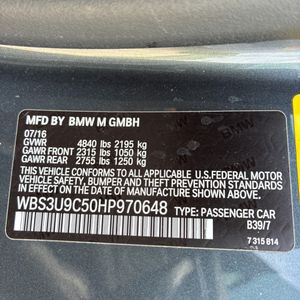 MFD BY BMW M GMBH
07/16
GVWR 4840 lbs 2195 kg
GAWR FRONT 2315 lbs 1050 kg
GAWR REAR 2755 lbs 1250 kg
THIS VEHICLE CONFORMS TO ALL APPLICABLE U.S.FEDERAL MOTOR VEHICLE SAFETY, BUMPER, AND THEFT PREVENTION STANDARDS IN EFFECT ON THE DATE OF MANUFACTURE SHOWN ABOVE.
WBS3U9C50HP970648 TYPE: PASSENGER CAR
B39/7
7 315 814